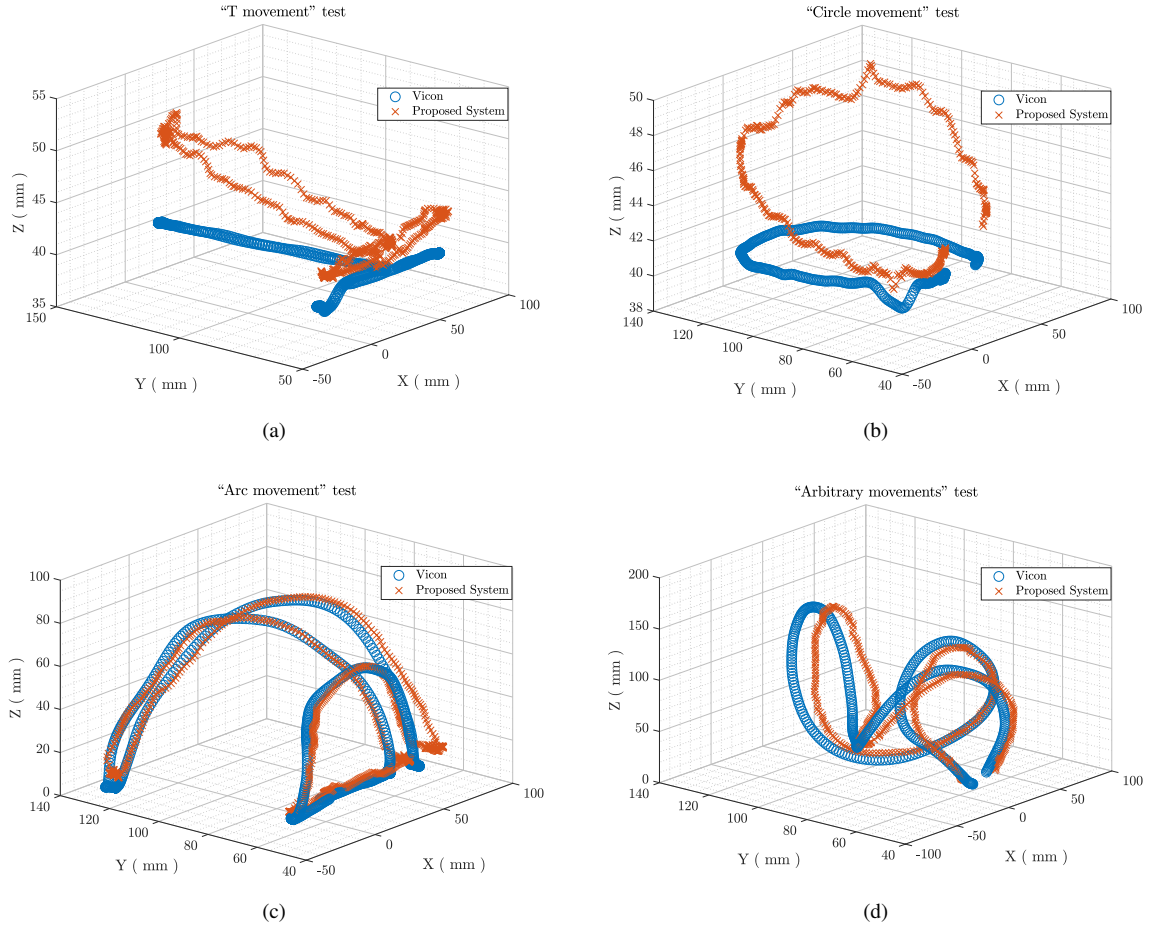 “T movement” test
55
50
45
40
35
Z ( mm )
150
100
50
Y ( mm )
-50
0
50
100
X ( mm )
Vicon
Proposed System
(a)
“Circle movement” test
50
48
46
44
42
40
38
Z ( mm )
140
120
100
80
60
40
Y ( mm )
-50
0
50
100
X ( mm )
Vicon
Proposed System
(b)
“Arc movement” test
100
80
60
40
20
0
Z ( mm )
140
120
100
80
60
40
Y ( mm )
-50
0
50
100
X ( mm )
Vicon
Proposed System
(c)
“Arbitrary movements” test
200
150
100
50
0
Z ( mm )
140
120
100
80
60
40
Y ( mm )
-100
-50
0
50
100
X ( mm )
Vicon
Proposed System
(d)